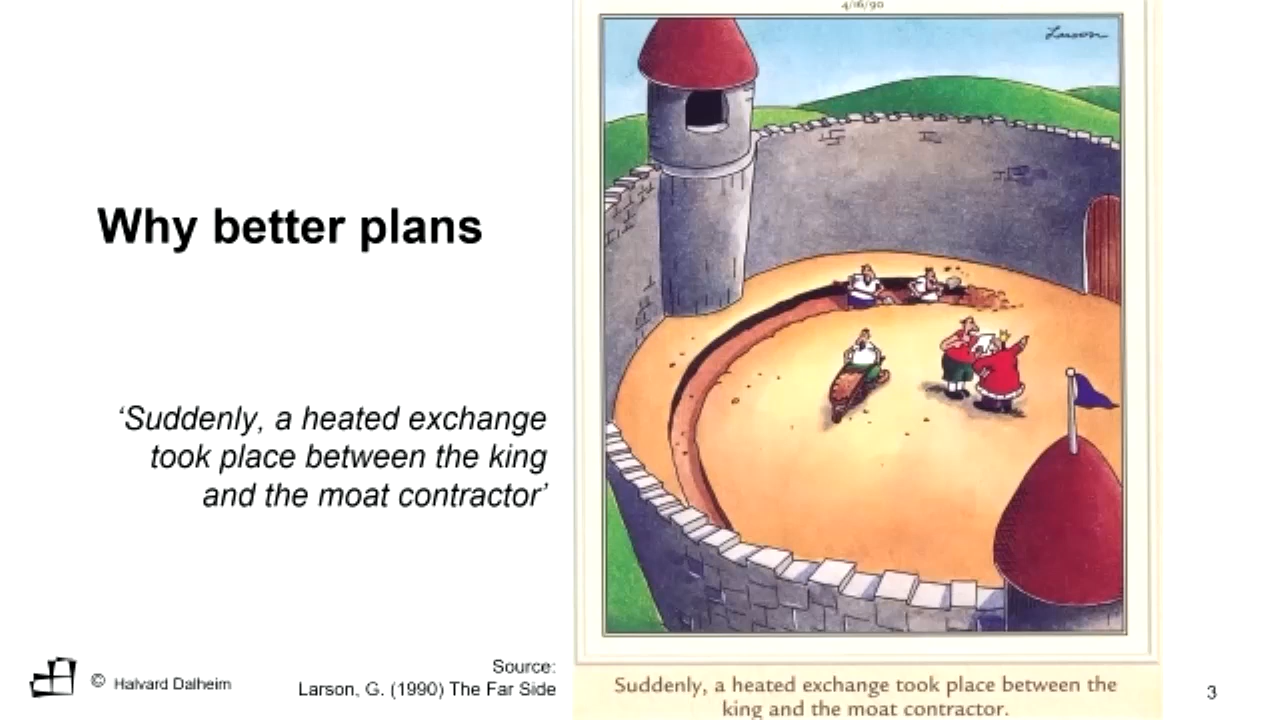 Why better plans
‘Suddenly, a heated exchange
took place between the king
and the moat contractor’
© Halvard Dalheim
Source:
Larson, G. (1990) The Far Side
4/16/90
Larson
Suddenly, a heated exchange took place between the
king and the moat contractor.
3